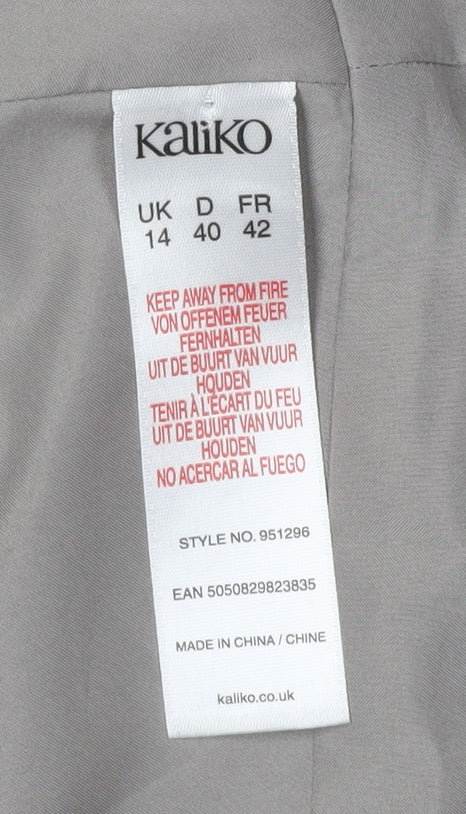 Kaliko
UK D FR
14 40 42
KEEP AWAY FROM FIRE
VON OFFENEM FEUER
FERNHALTEN
UIT DE BUURT VAN VUUR
HOUDEN
TENIR À L'ÉCART DU FEU
UIT DE BUURT VAN VUUR
HOUDEN
NO ACERCAR AL FUEGO
STYLE NO. 951296
EAN 5050829823835
MADE IN CHINA / CHINE
kaliko.co.uk